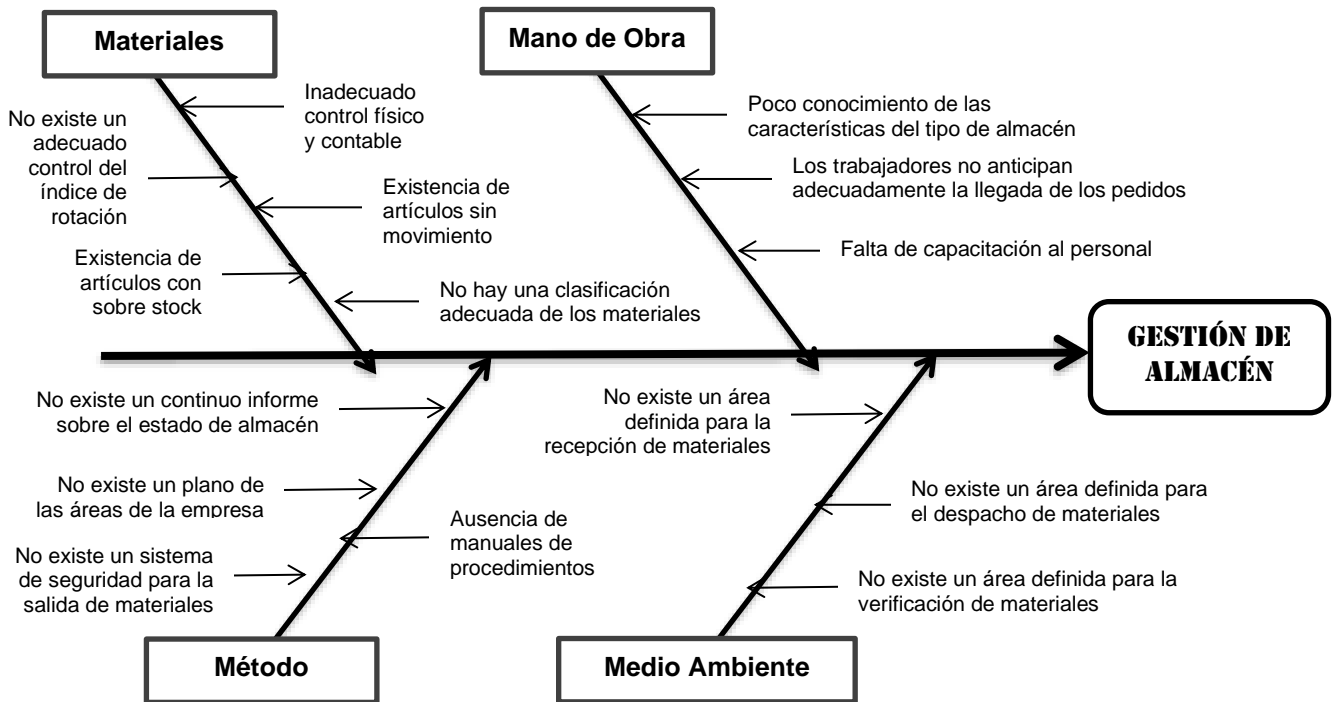 Materiales
Mano de Obra
Inadecuado
control físico
y contable
No existe un
adecuado
control del
índice de
rotación
Existencia de
artículos sin
movimiento
Existencia de
artículos con
sobre stock
No hay una clasificación
adecuada de los materiales
Poco conocimiento de las
características del tipo de almacén
Los trabajadores no anticipan
adecuadamente la llegada de los pedidos
Falta de capacitación al personal
GESTIÓN DE
ALMACÉN
No existe un continuo informe
sobre el estado de almacén
No existe un plano de
las áreas de la empresa
Ausencia de
manuales de
procedimientos
No existe un sistema
de seguridad para la
salida de materiales
No existe un área
definida para la
recepción de materiales
No existe un área definida para
el despacho de materiales
No existe un área definida para la
verificación de materiales
Método
Medio Ambiente